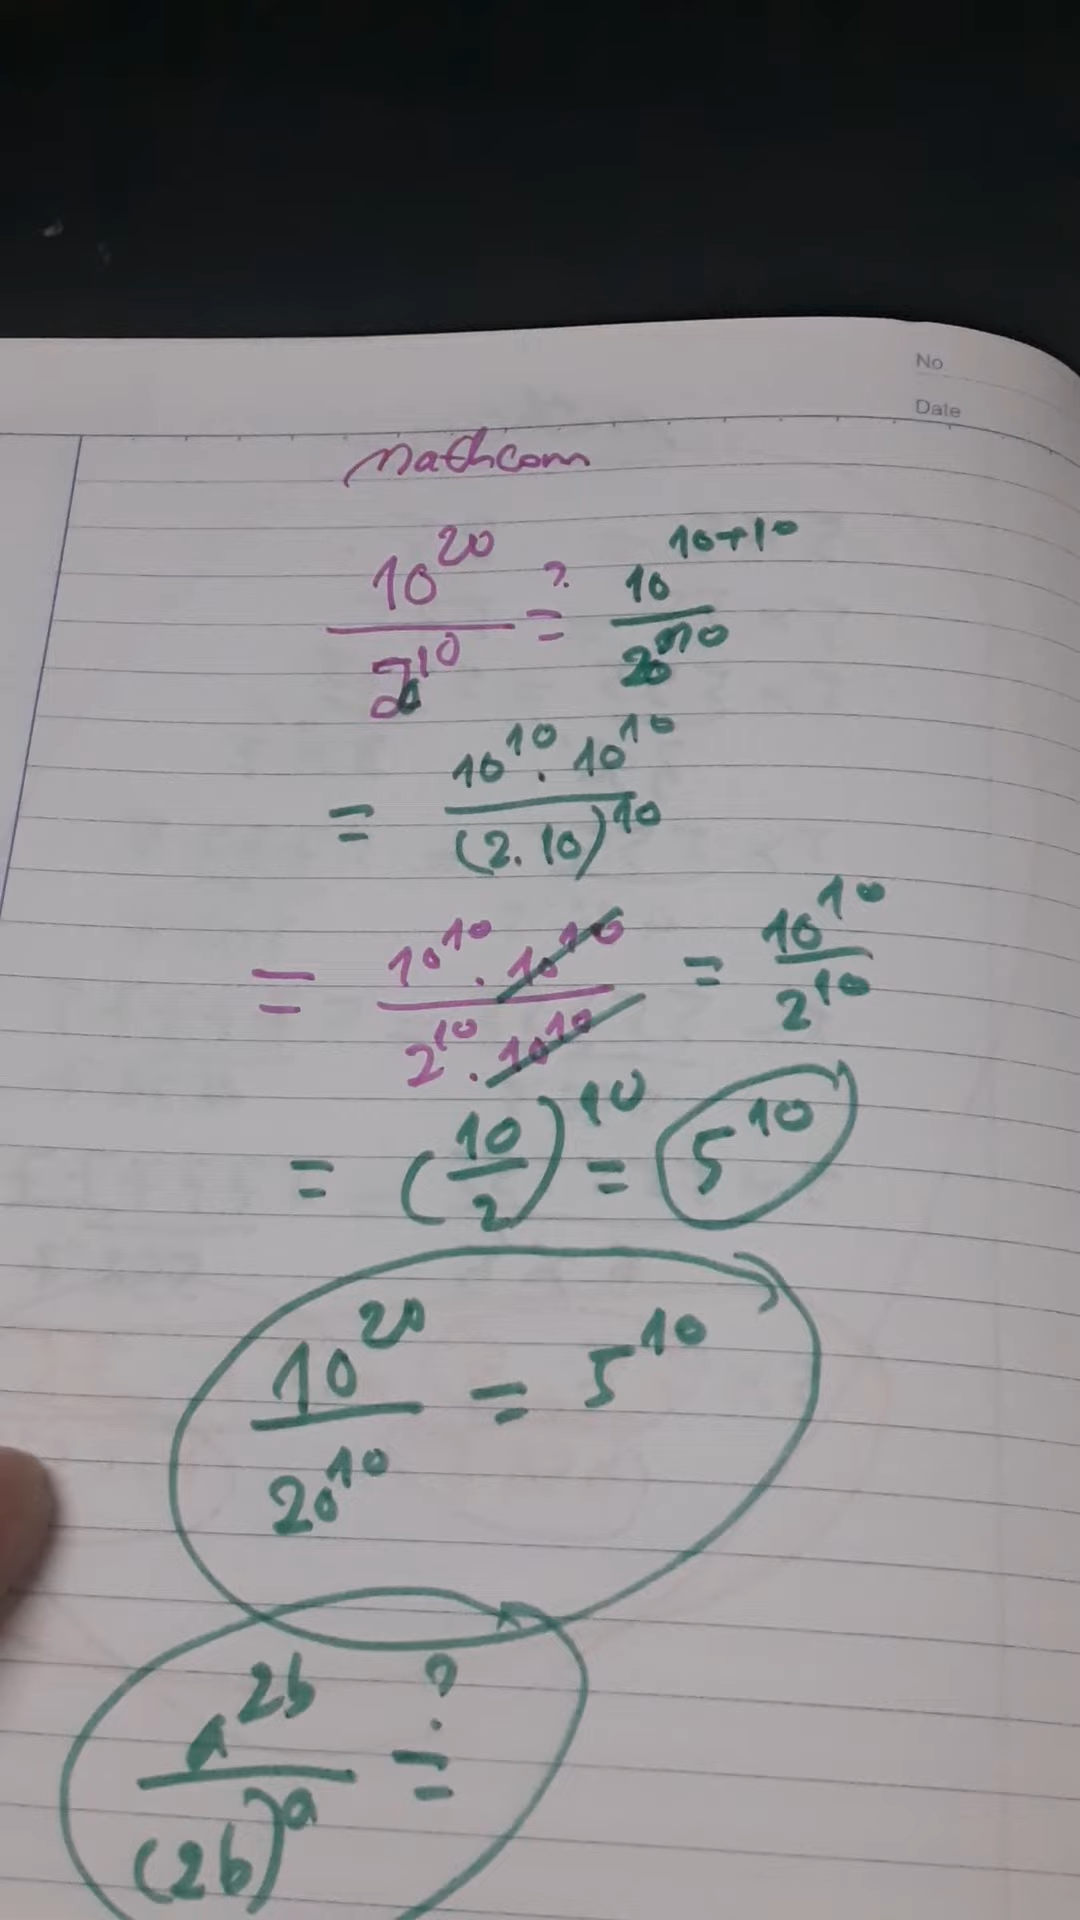 No
Date
Mathcom
10^20 / 20^10 =? 10^(10+10) / 20^10
= 10^10 . 10^10 / (2.10)^10
= 10^10 . 10^10 / 2^10 . 10^10 = 10^10 / 2^10
= (10/2)^10 = 5^10
10^20 / 20^10 = 5^10
a^2b / (2b)^a =?